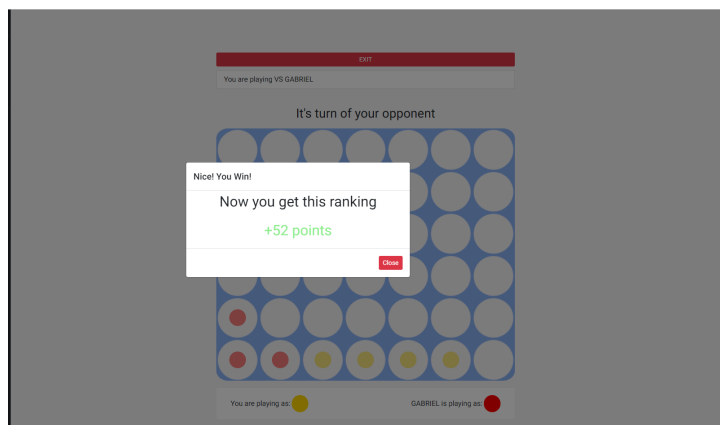 EXIT
You are playing VS GABRIEL
It's turn of your opponent
Nice! You Win!
Now you get this ranking
+52 points
Close
You are playing as:
GABRIEL is playing as: